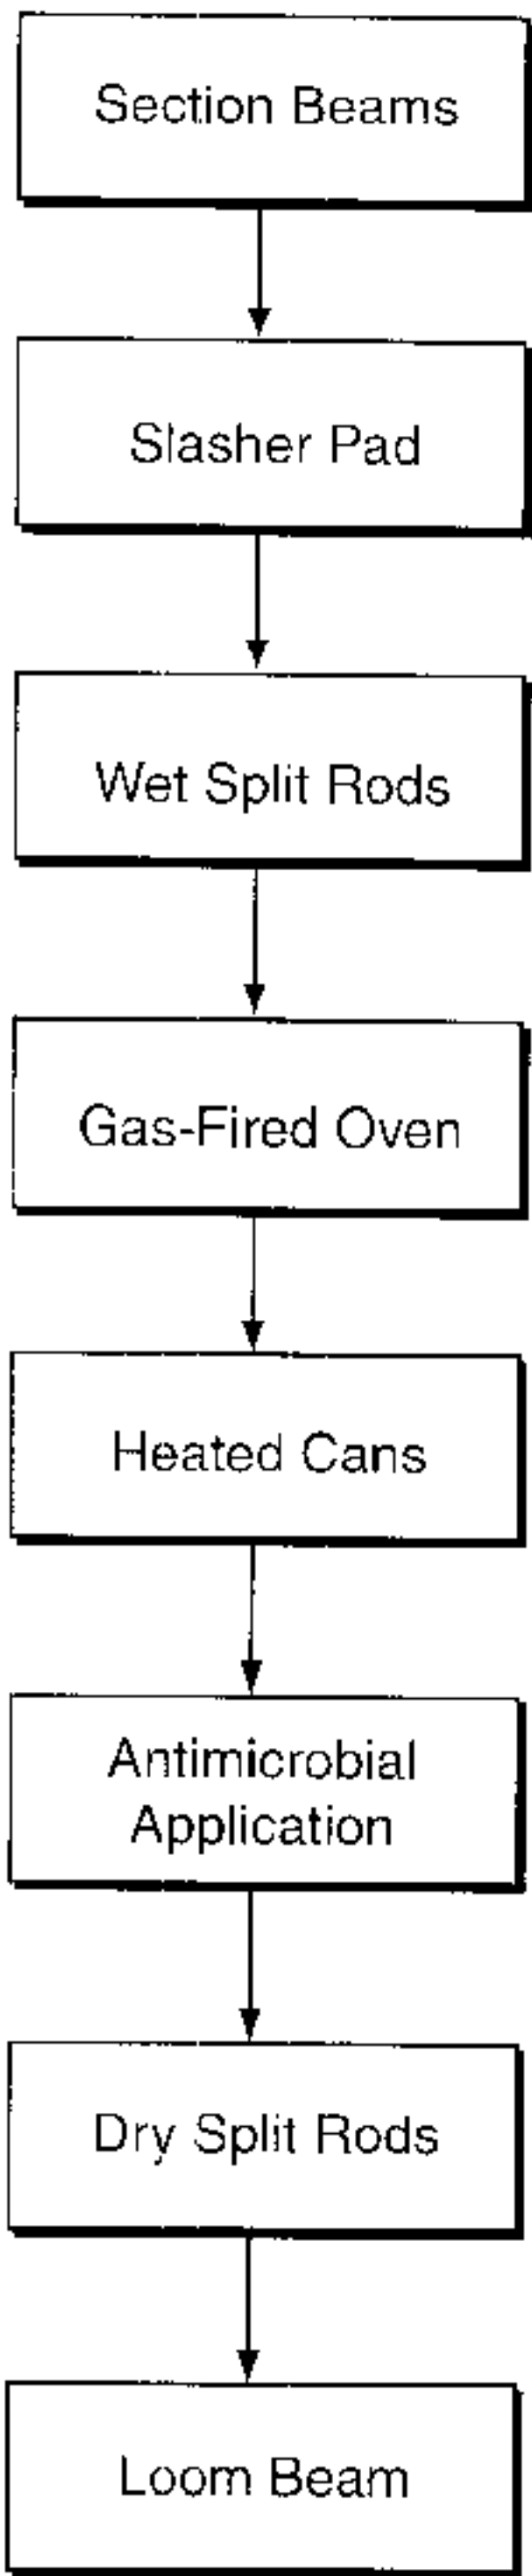 Section Beams
Slasher Pad
Wet Split Rods
Gas-Fired Oven
Heated Cans
Antimicrobial
Application
Dry Split Rods
Loom Beam